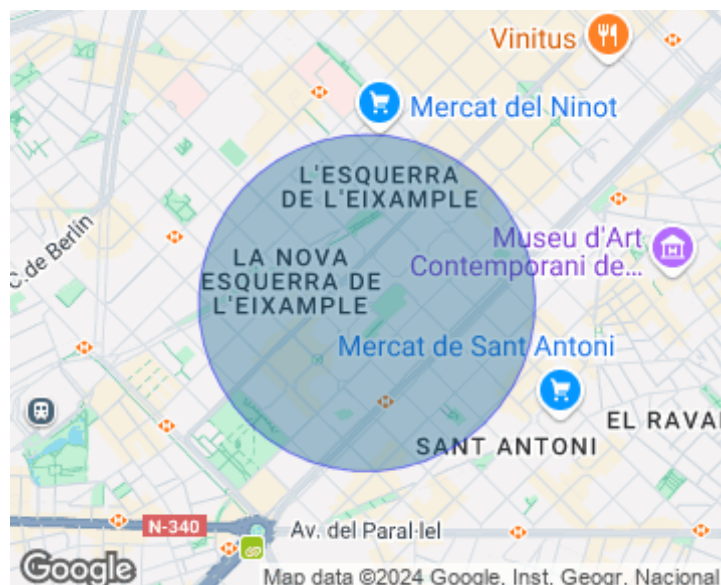 Vinitus
Mercat del Ninot
L'ESQUERRA
DE L'EIXAMPLE
C. de Berlin
Museu d'Art
Contemporani de...
LA NOVA
ESQUERRA DE
L'EIXAMPLE
Mercat de Sant Antoni
EL RAVAL
SANT ANTONI
N-340
Av. del Paral·lel
Google
Map data ©2024 Google, Inst. Geogr. Nacional